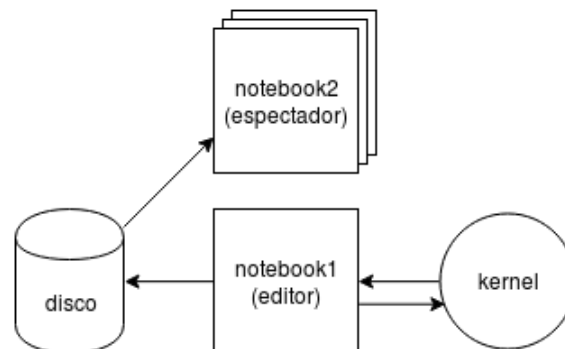 notebook2
(espectador)
disco
notebook1
(editor)
kernel